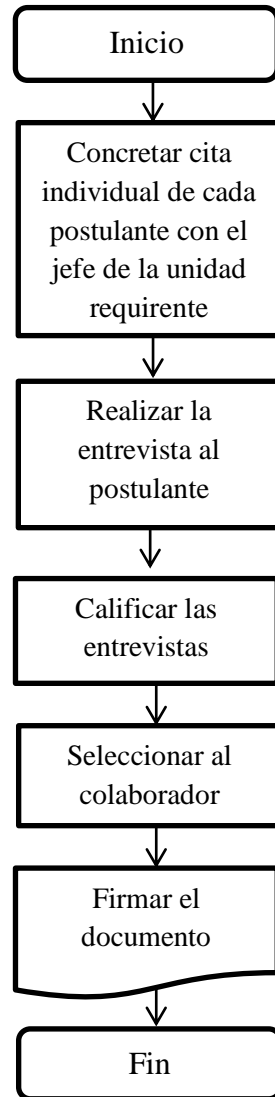 Inicio
Concretar cita
individual de cada
postulante con el
jefe de la unidad
requirente
Realizar la
entrevista al
postulante
Calificar las
entrevistas
Seleccionar al
colaborador
Firmar el
documento
Fin